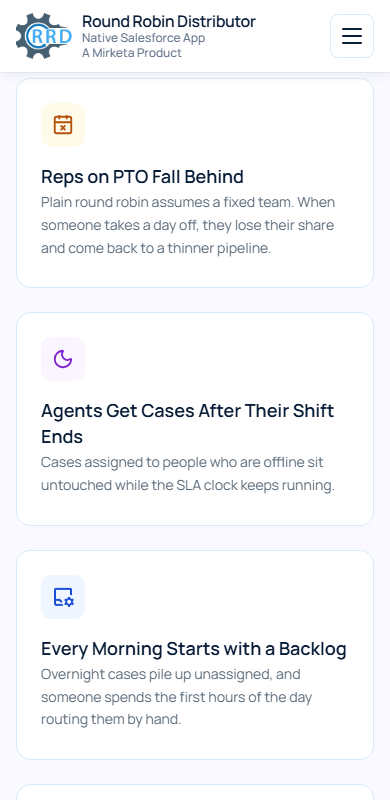 RRD
Round Robin Distributor
Native Salesforce App
A Mirketa Product
Reps on PTO Fall Behind
Plain round robin assumes a fixed team. When
someone takes a day off, they lose their share
and come back to a thinner pipeline.
Agents Get Cases After Their Shift
Ends
Cases assigned to people who are offline sit
untouched while the SLA clock keeps running.
Every Morning Starts with a Backlog
Overnight cases pile up unassigned, and
someone spends the first hours of the day
routing them by hand.